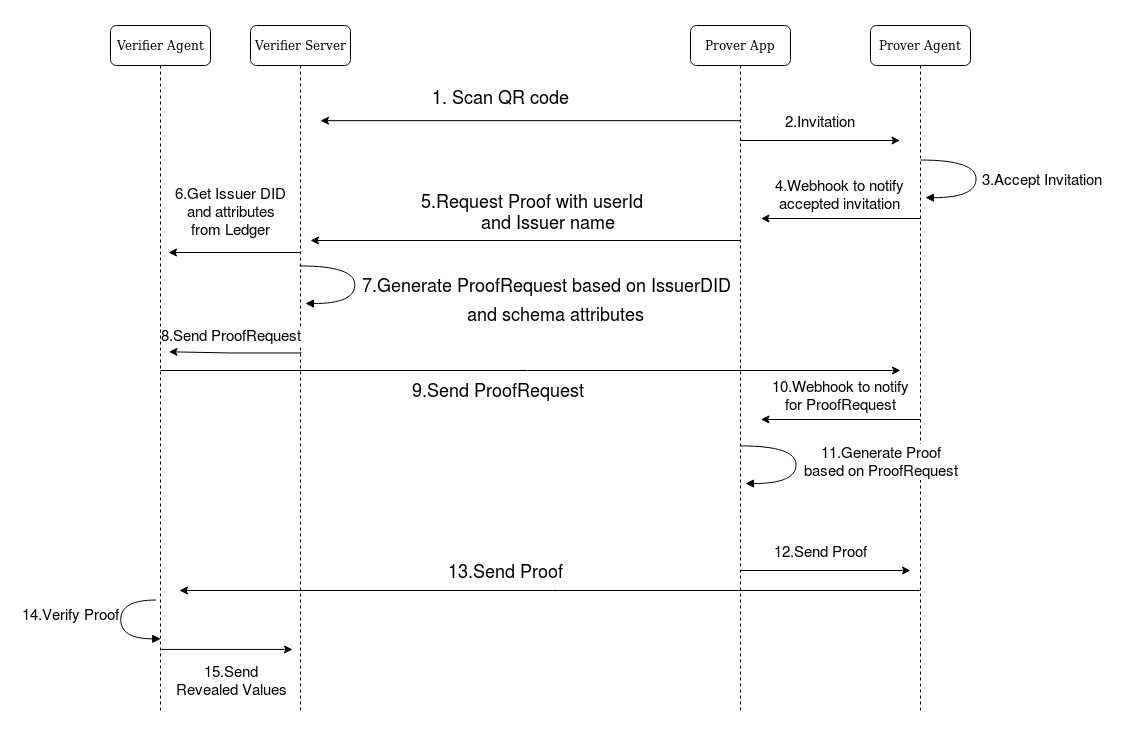 Verifier Agent
Verifier Server
Prover App
Prover Agent
1. Scan QR code
2.Invitation
3.Accept Invitation
4.Webhook to notify
accepted invitation
5.Request Proof with userId
and Issuer name
6.Get Issuer DID
and attributes
from Ledger
7.Generate ProofRequest based on IssuerDID
and schema attributes
8.Send ProofRequest
9.Send ProofRequest
10.Webhook to notify
for ProofRequest
11.Generate Proof
based on ProofRequest
12.Send Proof
13.Send Proof
14.Verify Proof
15.Send
Revealed Values